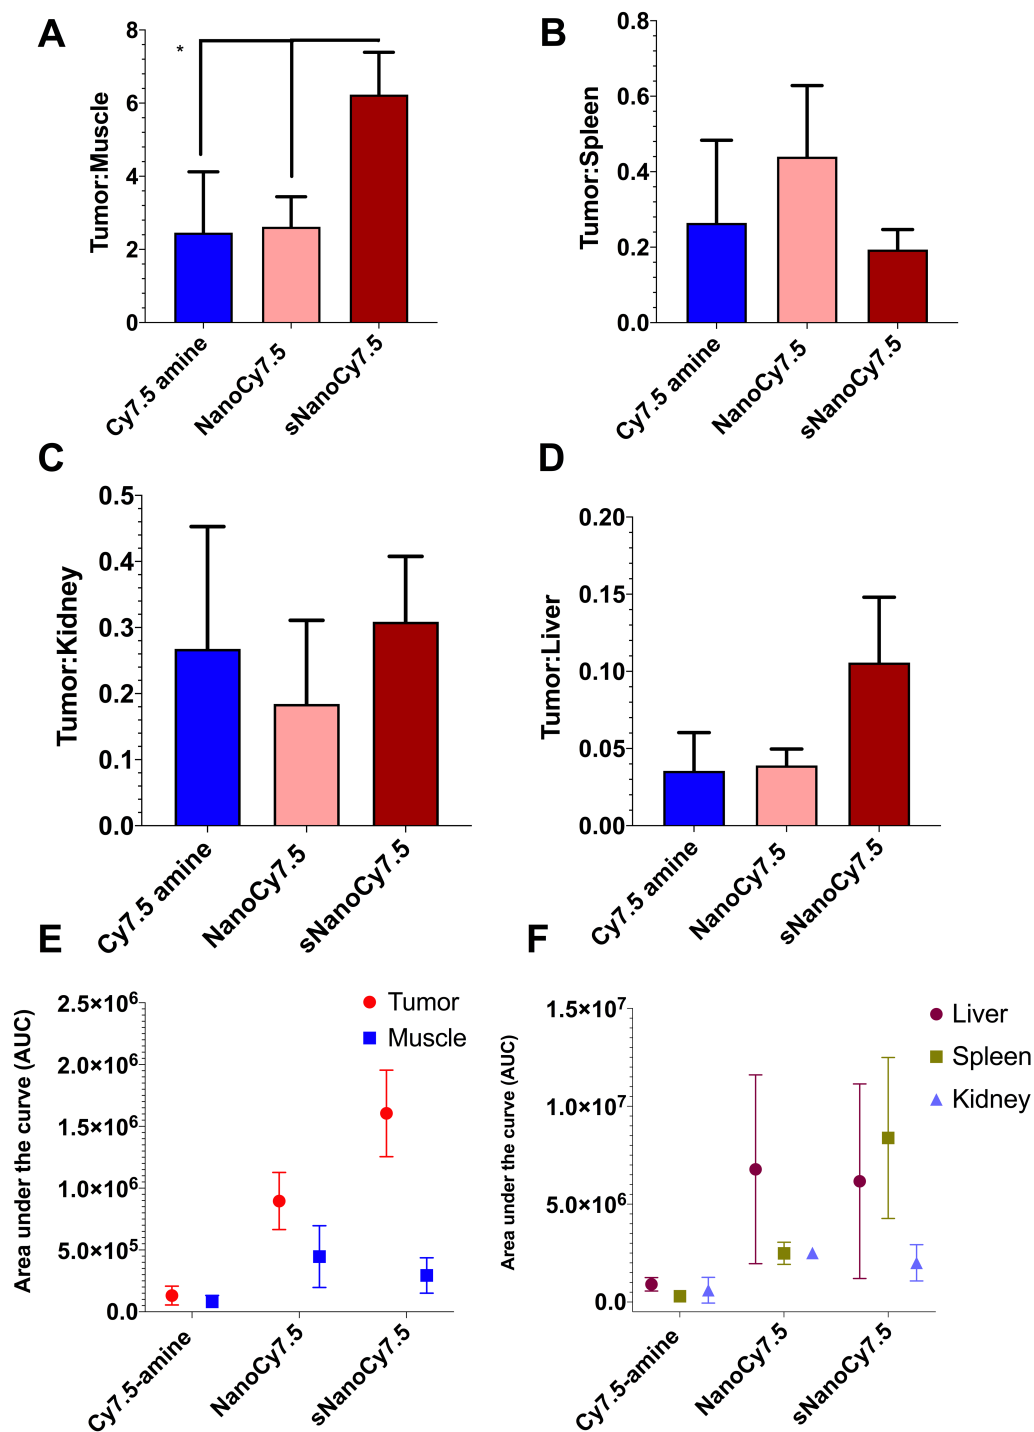 A
Tumor:Muscle
8
6
4
2
0
*
Cy7.5 amine
NanoCy7.5
sNanoCy7.5
B
Tumor:Spleen
0.8
0.6
0.4
0.2
0.0
Cy7.5 amine
NanoCy7.5
sNanoCy7.5
C
Tumor:Kidney
0.5
0.4
0.3
0.2
0.1
0.0
Cy7.5 amine
NanoCy7.5
sNanoCy7.5
D
Tumor:Liver
0.20
0.15
0.10
0.05
0.00
Cy7.5 amine
NanoCy7.5
sNanoCy7.5
E
Area under the curve (AUC)
2.5×10⁶
2.0×10⁶
1.5×10⁶
1.0×10⁶
5.0×10⁵
0.0
Tumor
Muscle
Cy7.5-amine
NanoCy7.5
sNanoCy7.5
F
Area under the curve (AUC)
1.5×10⁷
1.0×10⁷
5.0×10⁶
0.0
Liver
Spleen
Kidney
Cy7.5-amine
NanoCy7.5
sNanoCy7.5